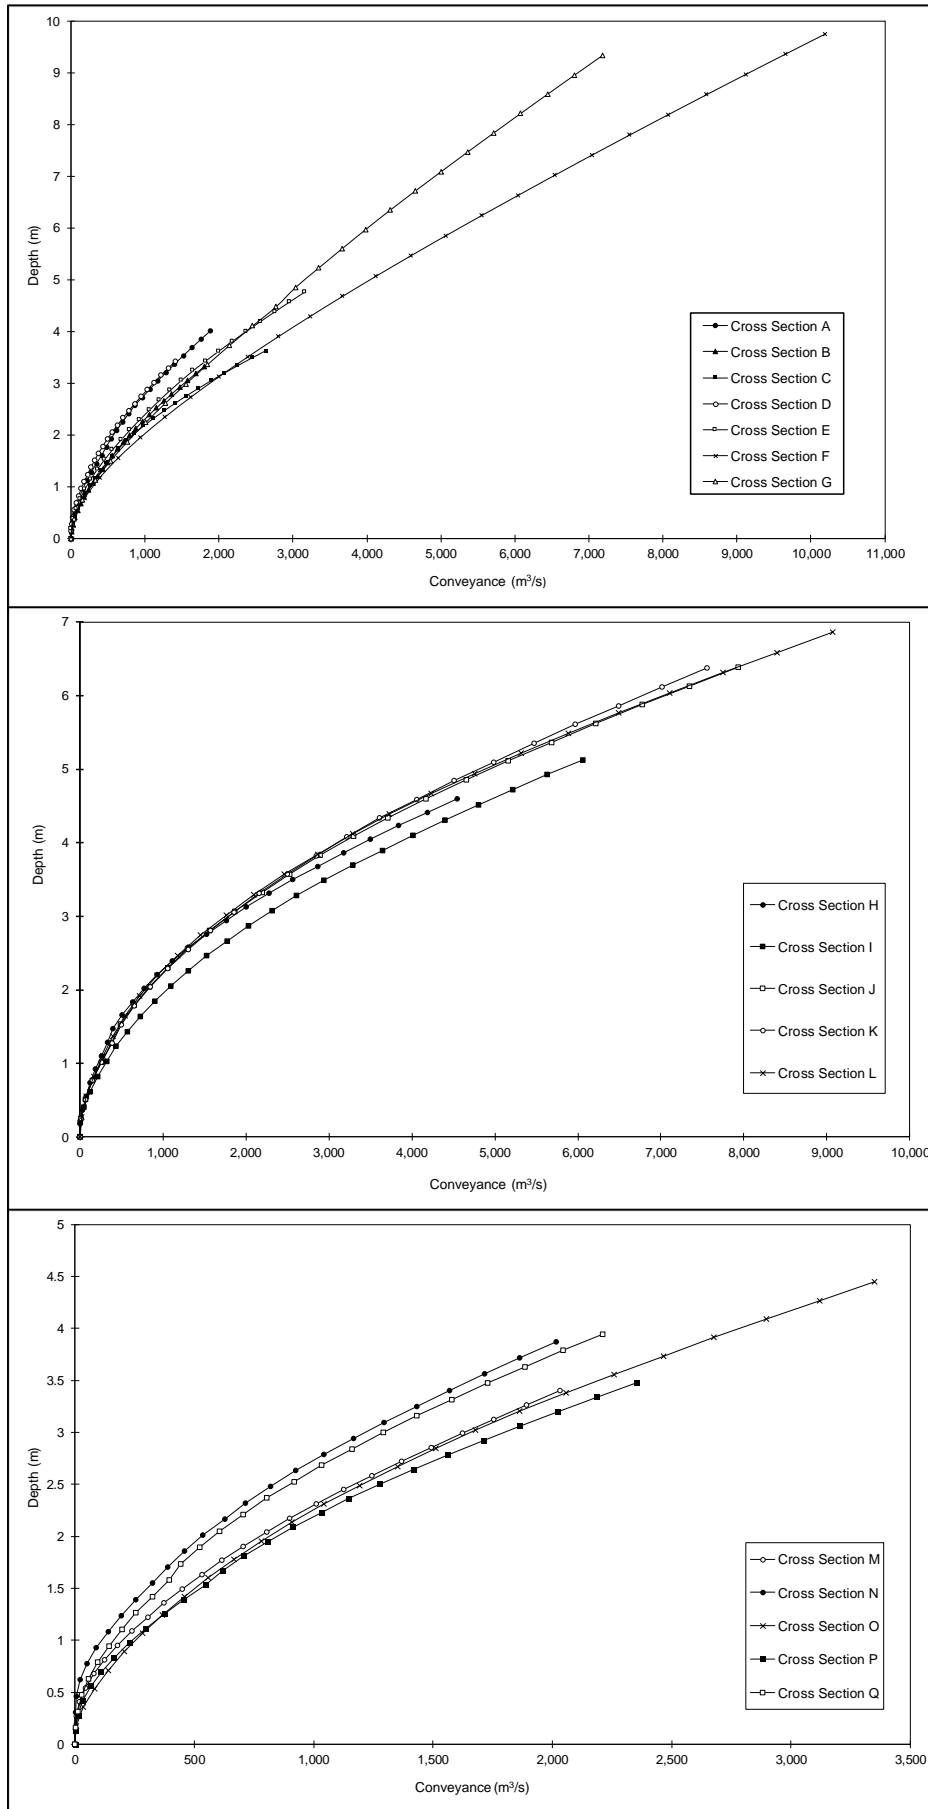 10
9
8
7
6
5
4
3
2
1
0
Depth (m)
Cross Section A
Cross Section B
Cross Section C
Cross Section D
Cross Section E
Cross Section F
Cross Section G
0 1,000 2,000 3,000 4,000 5,000 6,000 7,000 8,000 9,000 10,000 11,000
Conveyance (m³/s)
7
6
5
4
3
2
1
0
Depth (m)
Cross Section H
Cross Section I
Cross Section J
Cross Section K
Cross Section L
0 1,000 2,000 3,000 4,000 5,000 6,000 7,000 8,000 9,000 10,000
Conveyance (m³/s)
5
4.5
4
3.5
3
2.5
2
1.5
1
0.5
0
Depth (m)
Cross Section M
Cross Section N
Cross Section O
Cross Section P
Cross Section Q
0 500 1,000 1,500 2,000 2,500 3,000 3,500
Conveyance (m³/s)